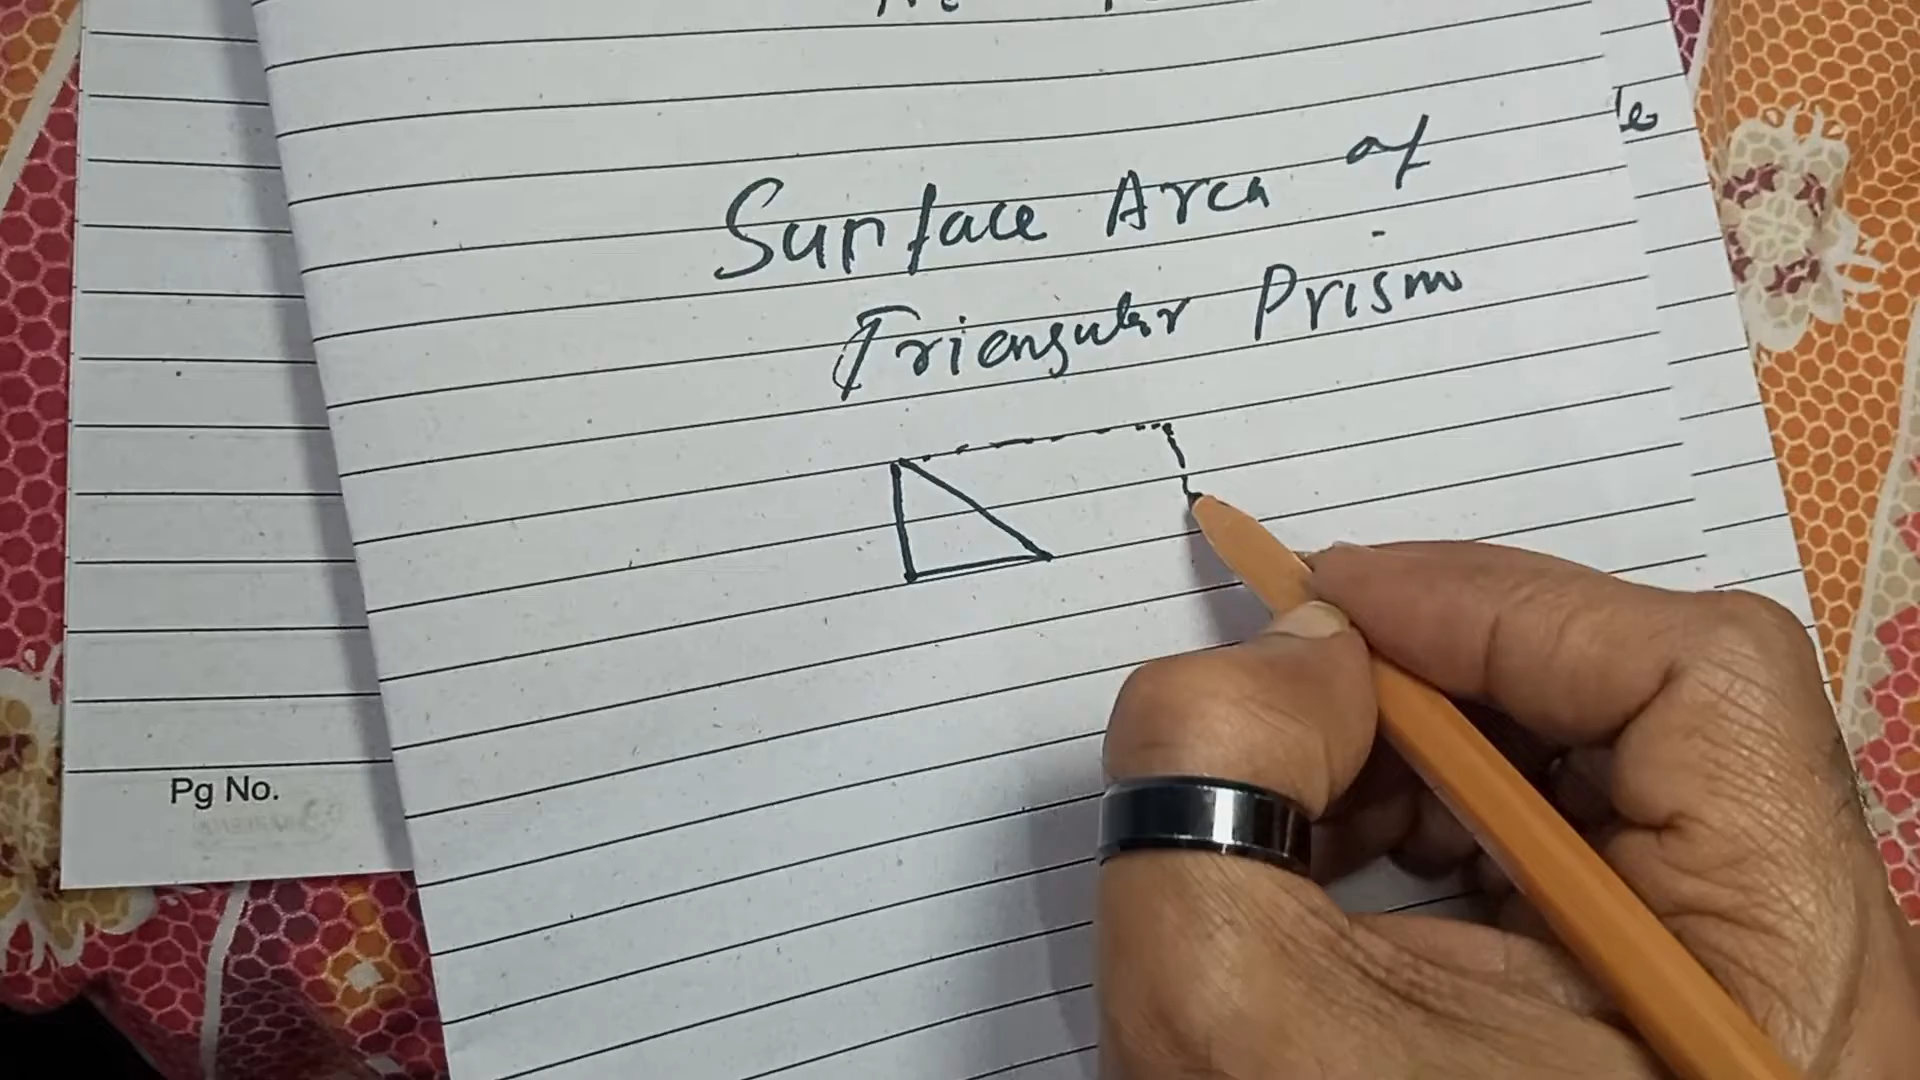 Surface Area of
Triangular Prism
Pg No.